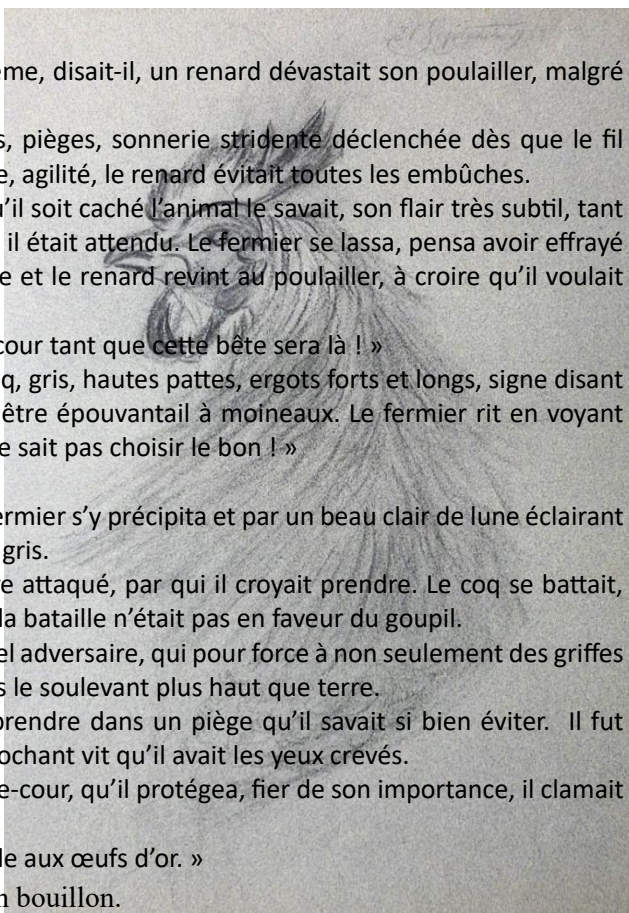 ème, disait-il, un renard dévastait son poulailler, malgré
s, pièges, sonnerie stridente déclenchée dès que le fil
e, agilité, le renard évitait toutes les embûches.
u'il soit caché l'animal le savait, son flair très subtil, tant
il était attendu. Le fermier se lassa, pensa avoir effrayé
e et le renard revint au poulailler, à croire qu'il voulait
cour tant que cette bête sera là ! »
q, gris, hautes pattes, ergots forts et longs, signe disant
être épouvantail à moineaux. Le fermier rit en voyant
e sait pas choisir le bon ! »
ermier s'y précipita et par un beau clair de lune éclairant
gris.
e attaqué, par qui il croyait prendre. Le coq se battait,
la bataille n'était pas en faveur du goupil.
el adversaire, qui pour force à non seulement des griffes
s le soulevant plus haut que terre.
prendre dans un piège qu'il savait si bien éviter. Il fut
ochant vit qu'il avait les yeux crevés.
e-cour, qu'il protégea, fier de son importance, il clamait
le aux œufs d'or. »
n bouillon.